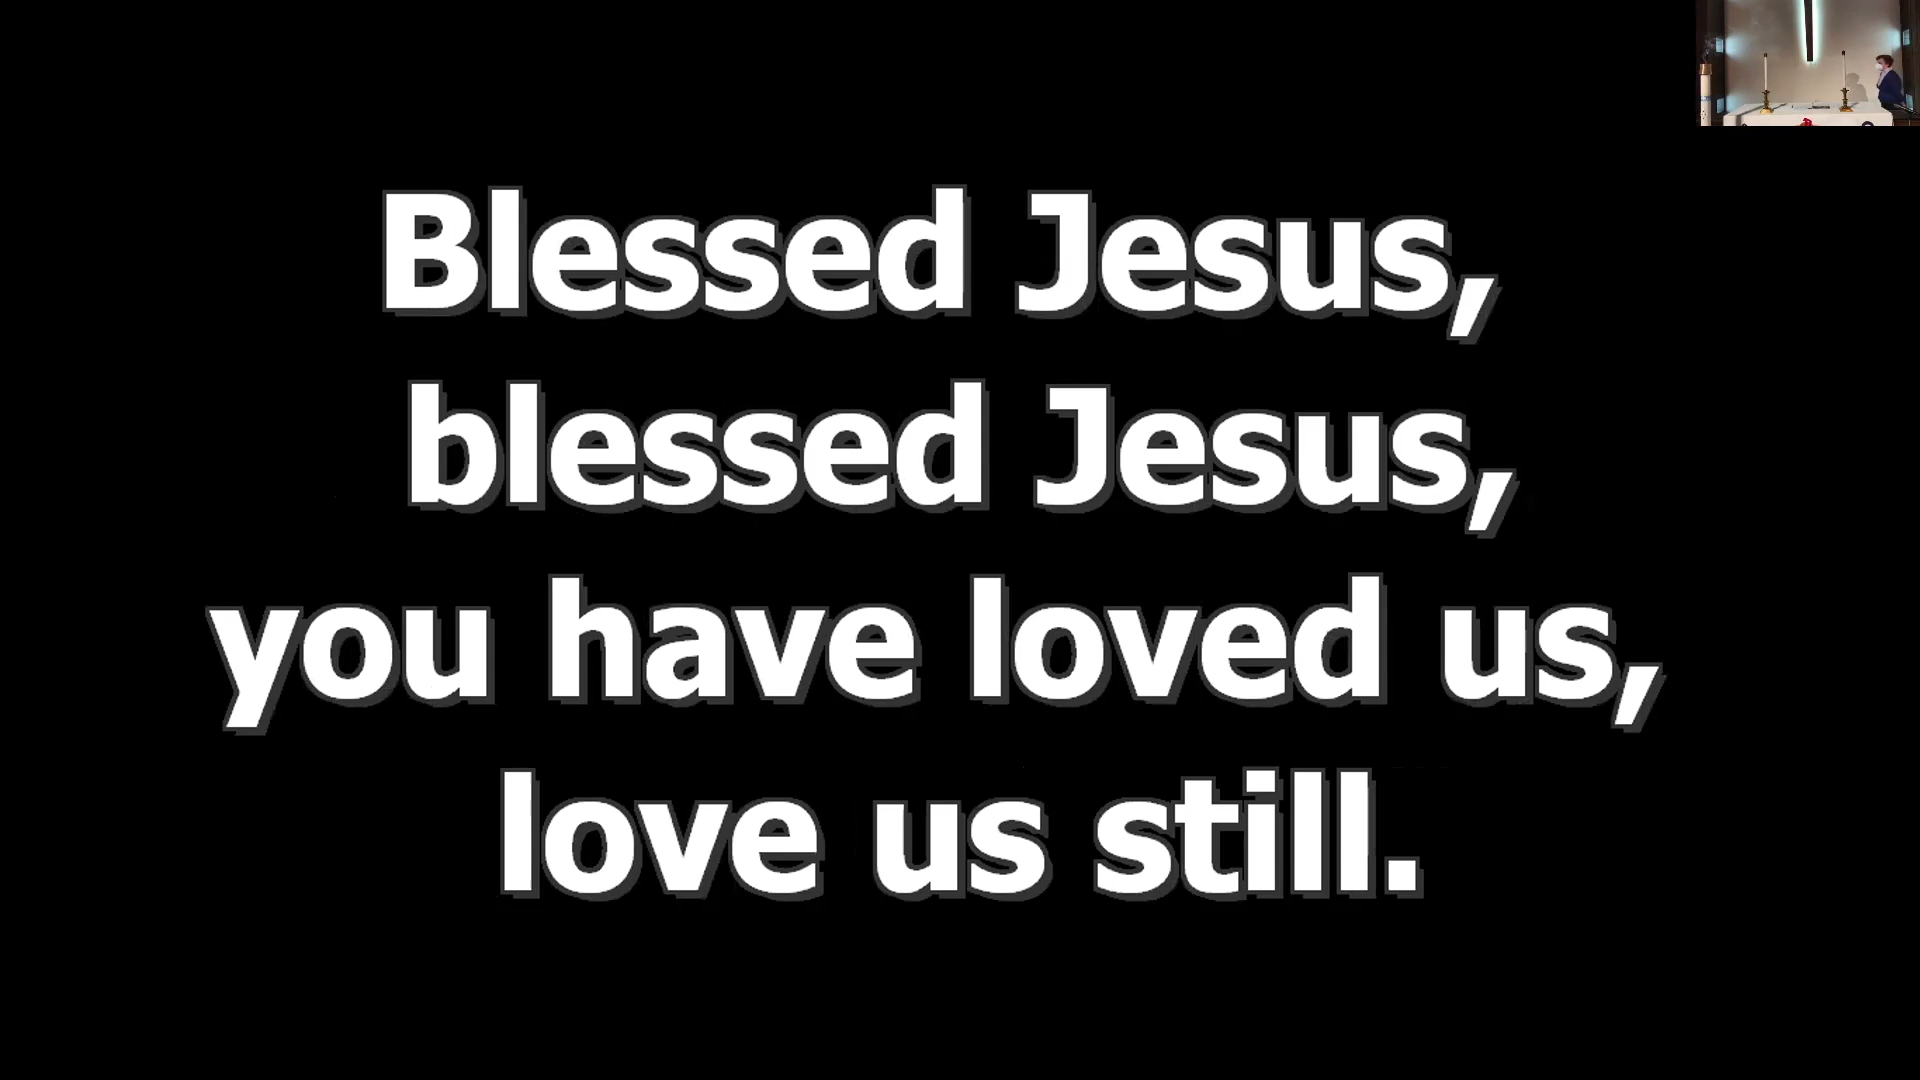 Blessed Jesus,
blessed Jesus,
you have loved us,
love us still.